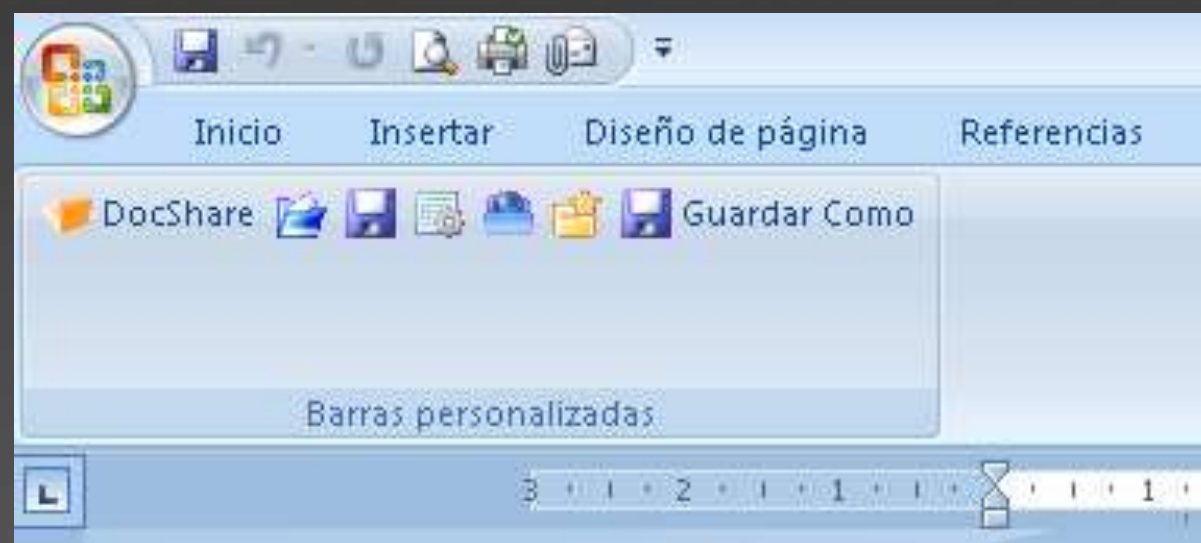 Inicio Insertar Diseño de página Referencias
DocShare Guardar Como
Barras personalizadas
L 3 2 1 1